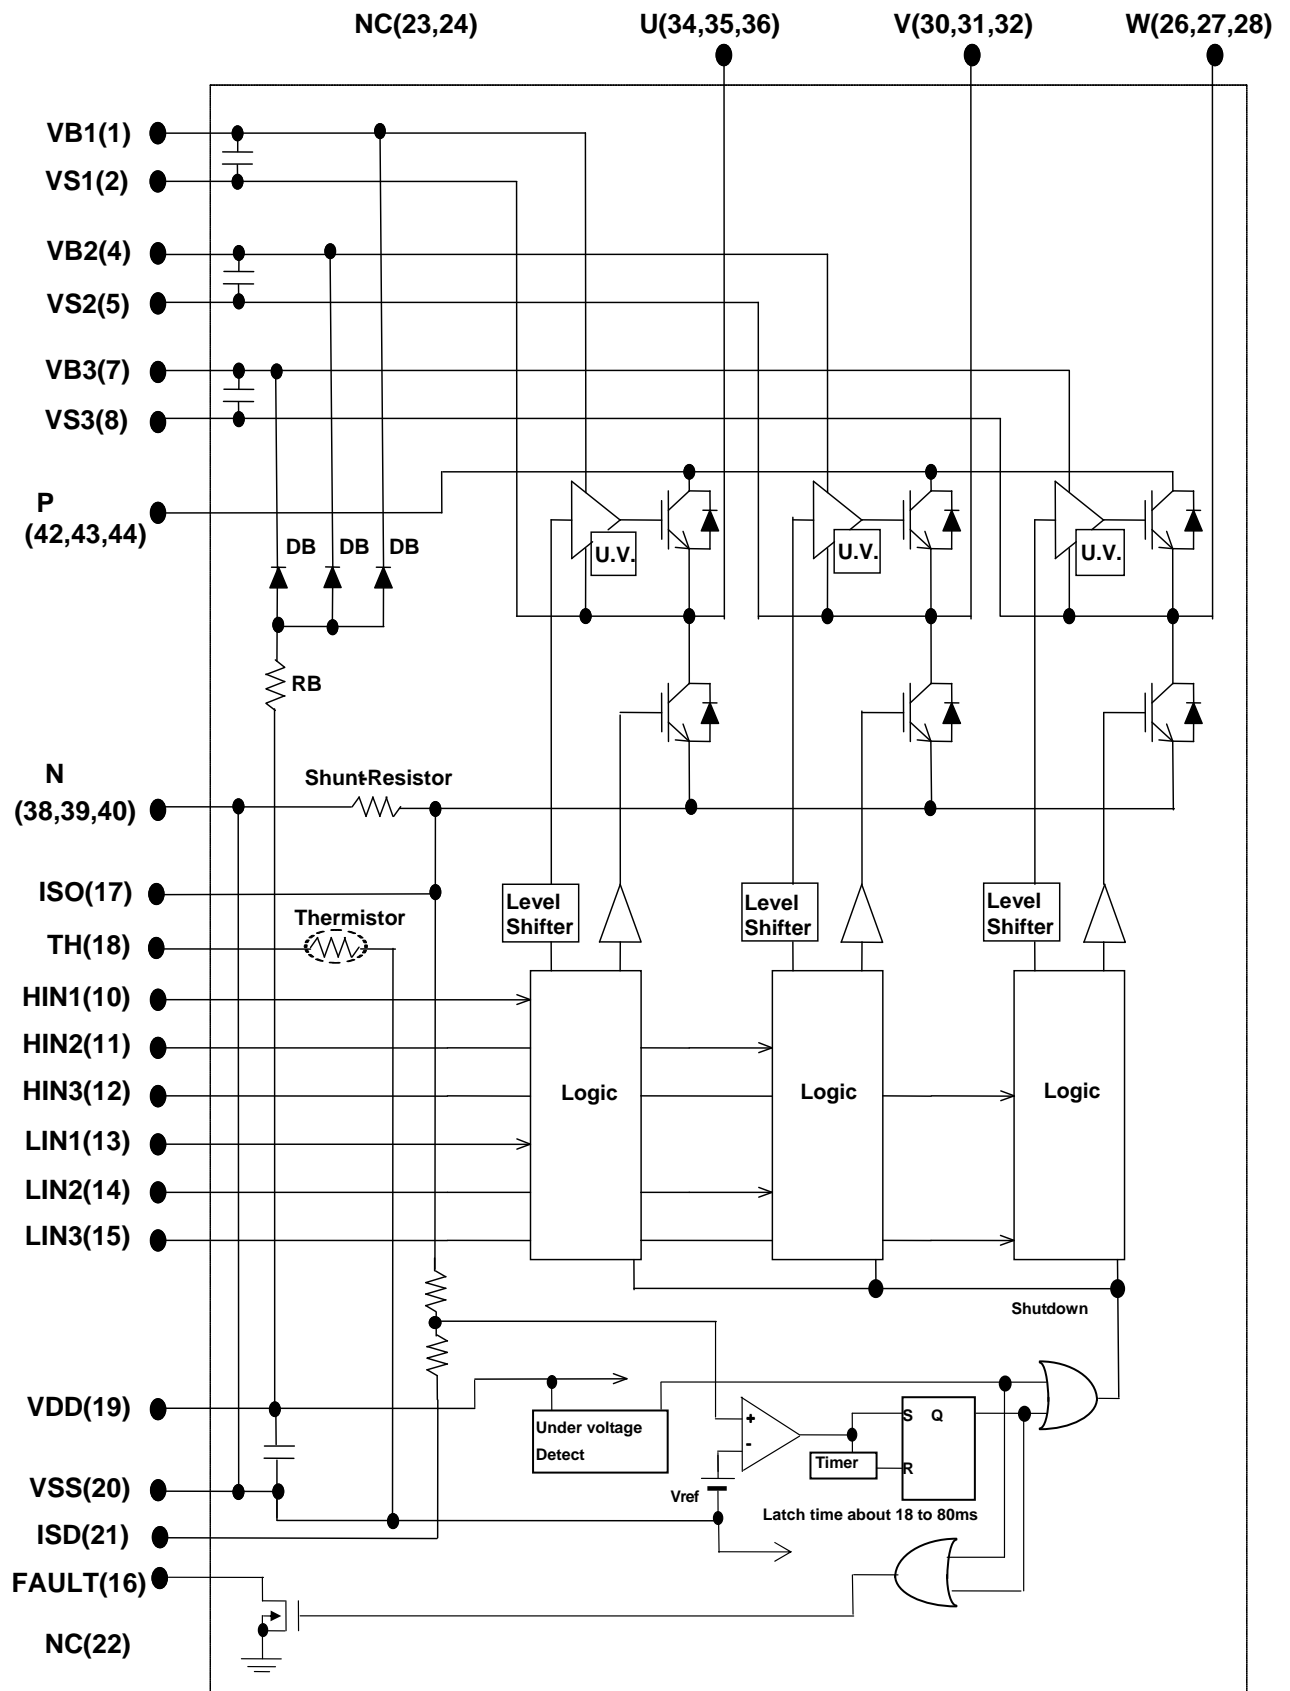 NC(23,24)
U(34,35,36)
V(30,31,32)
W(26,27,28)
VB1(1)
VS1(2)
VB2(4)
VS2(5)
VB3(7)
VS3(8)
P
(42,43,44)
DB
DB
DB
U.V.
U.V.
U.V.
RB
N
(38,39,40)
Shunt-Resistor
ISO(17)
Thermistor
TH(18)
Level
Shifter
Level
Shifter
Level
Shifter
HIN1(10)
HIN2(11)
HIN3(12)
LIN1(13)
LIN2(14)
LIN3(15)
Logic
Logic
Logic
Shutdown
VDD(19)
Under voltage
Detect
+
-
S Q
R
Timer
Vref
Latch time about 18 to 80ms
VSS(20)
ISD(21)
FAULT(16)
NC(22)